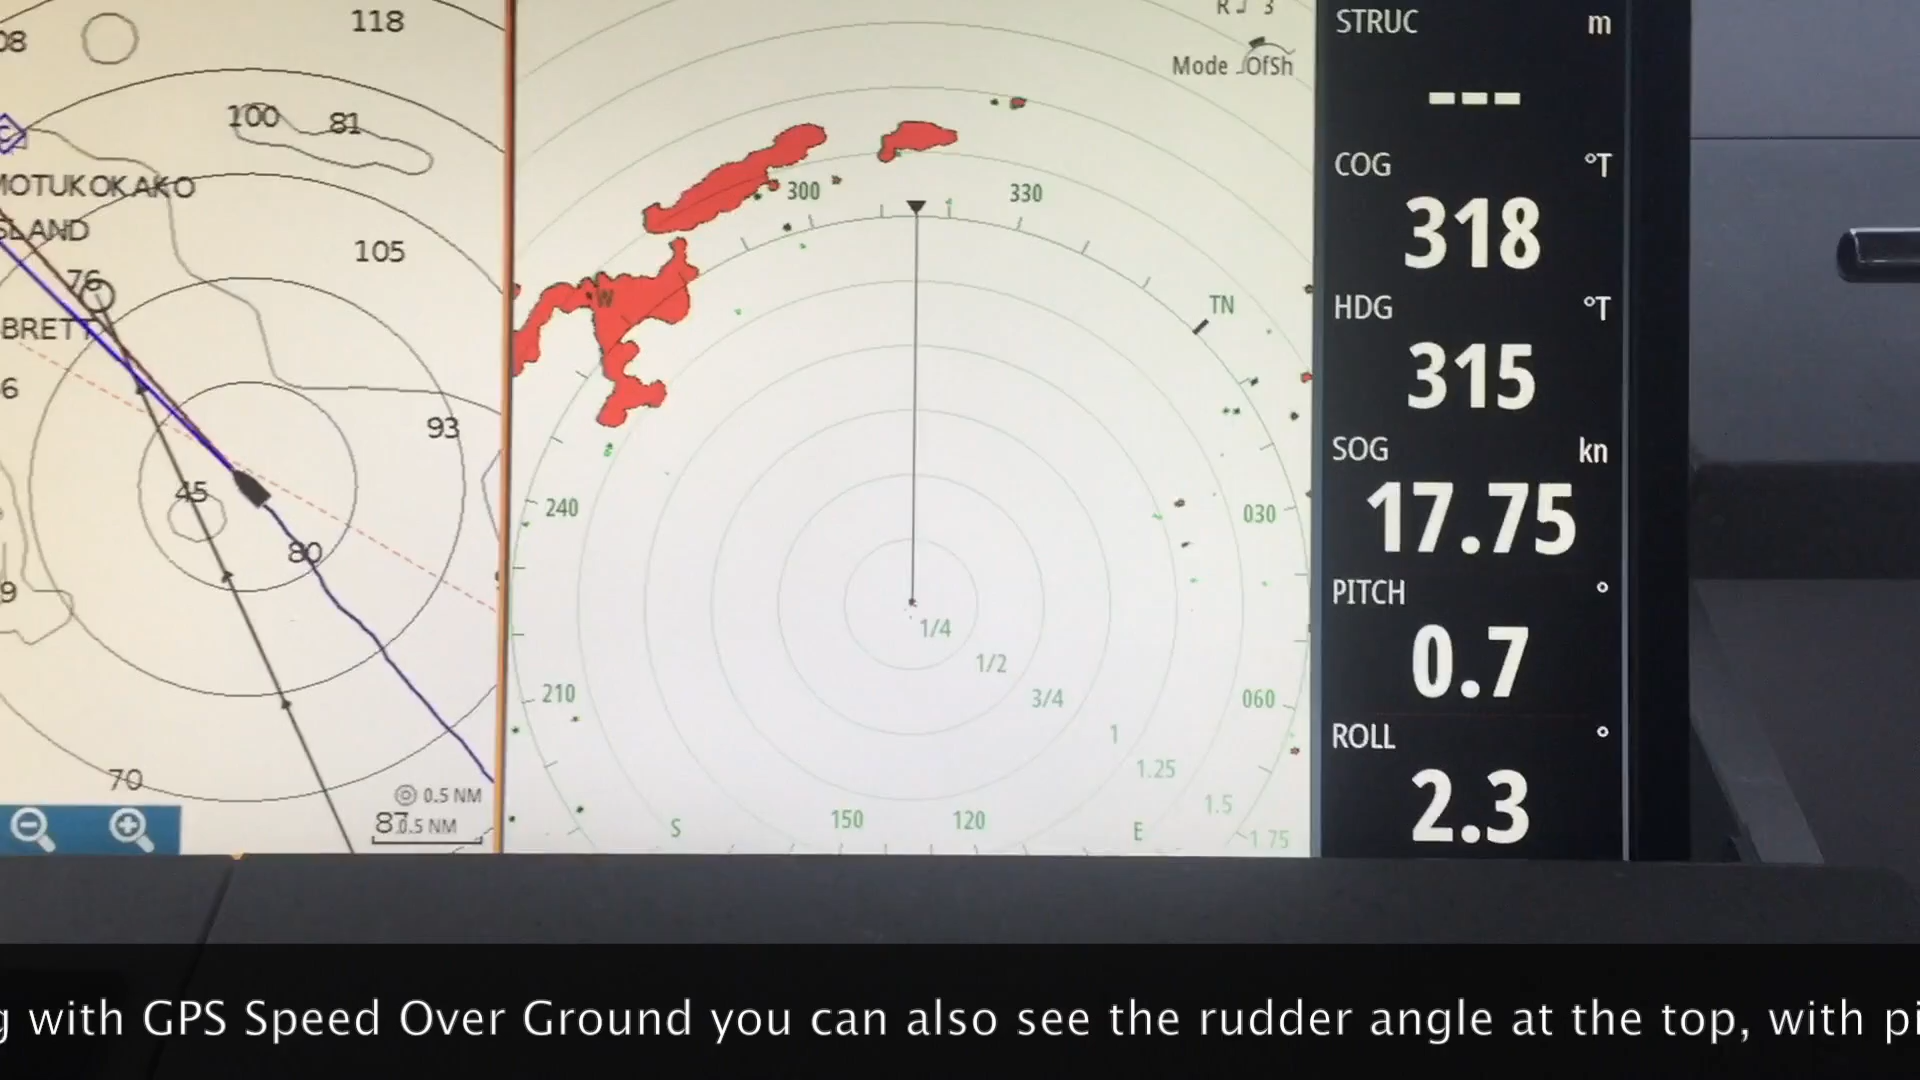 118
08
100
81
MOTUKOKAKO
SLAND
105
76
BRETT
6
93
45
80
9
70
0.5 NM
87
0.5 NM
3
Mode OfSh
300
330
W
TN
240
030
1/4
1/2
210
3/4
060
1
1.25
1.5
S
150
120
E
1.75
STRUC m
---
COG °T
318
HDG °T
315
SOG kn
17.75
PITCH °
0.7
ROLL °
2.3
g with GPS Speed Over Ground you can also see the rudder angle at the top, with pi